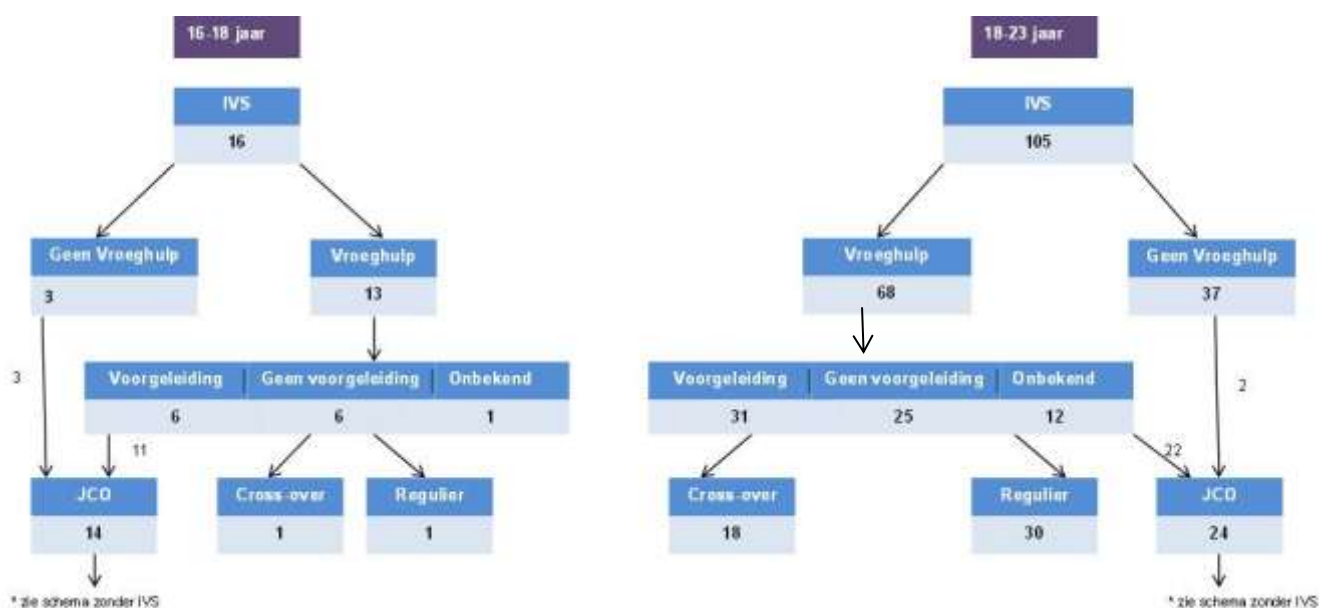 16-18 jaar
IVS
16
Geen Vroeghulp
3
Vroeghulp
13
3
Voorgeleiding Geen voorgeleiding Onbekend
6 6 1
11
JCO
14
Cross-over
1
Regulier
1
* zie schema zonder IVS
18-23 jaar
IVS
105
Vroeghulp
68
Geen Vroeghulp
37
Voorgeleiding Geen voorgeleiding Onbekend
31 25 12
2
22
Cross-over
18
Regulier
30
JCO
24
* zie schema zonder IVS